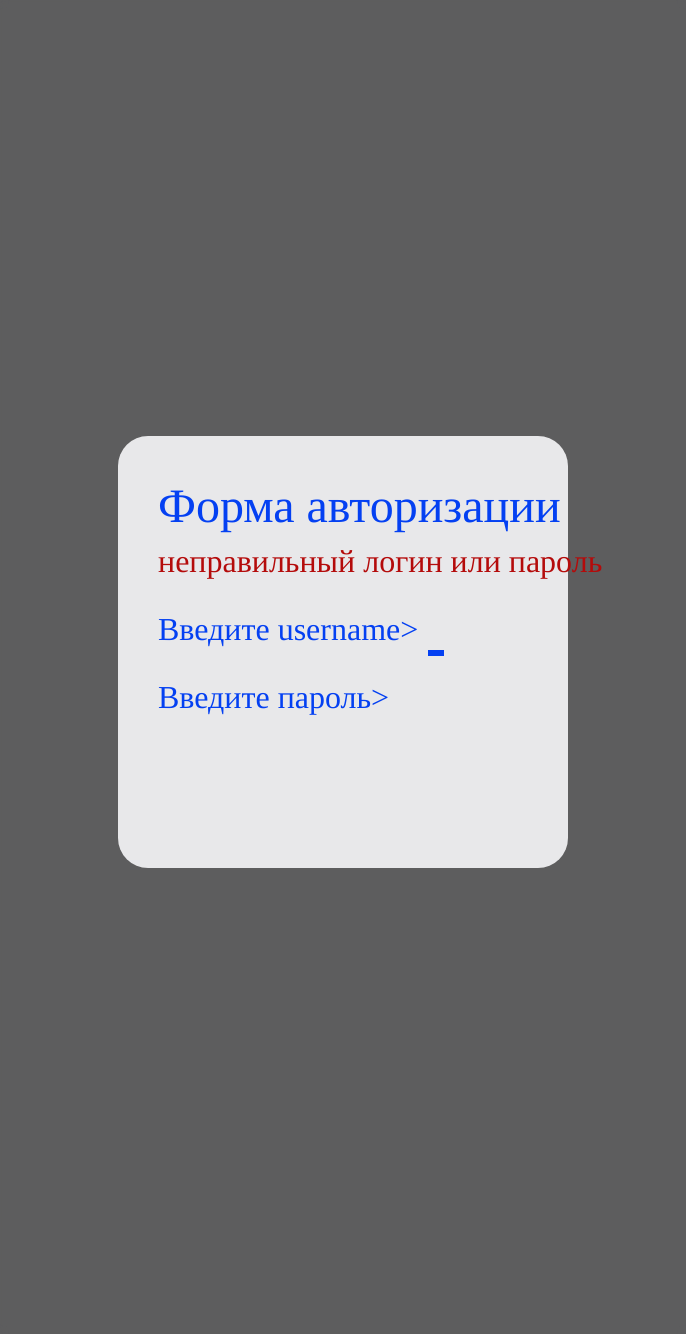 Форма авторизации
неправильный логин или пароль
Введите username> _
Введите пароль>